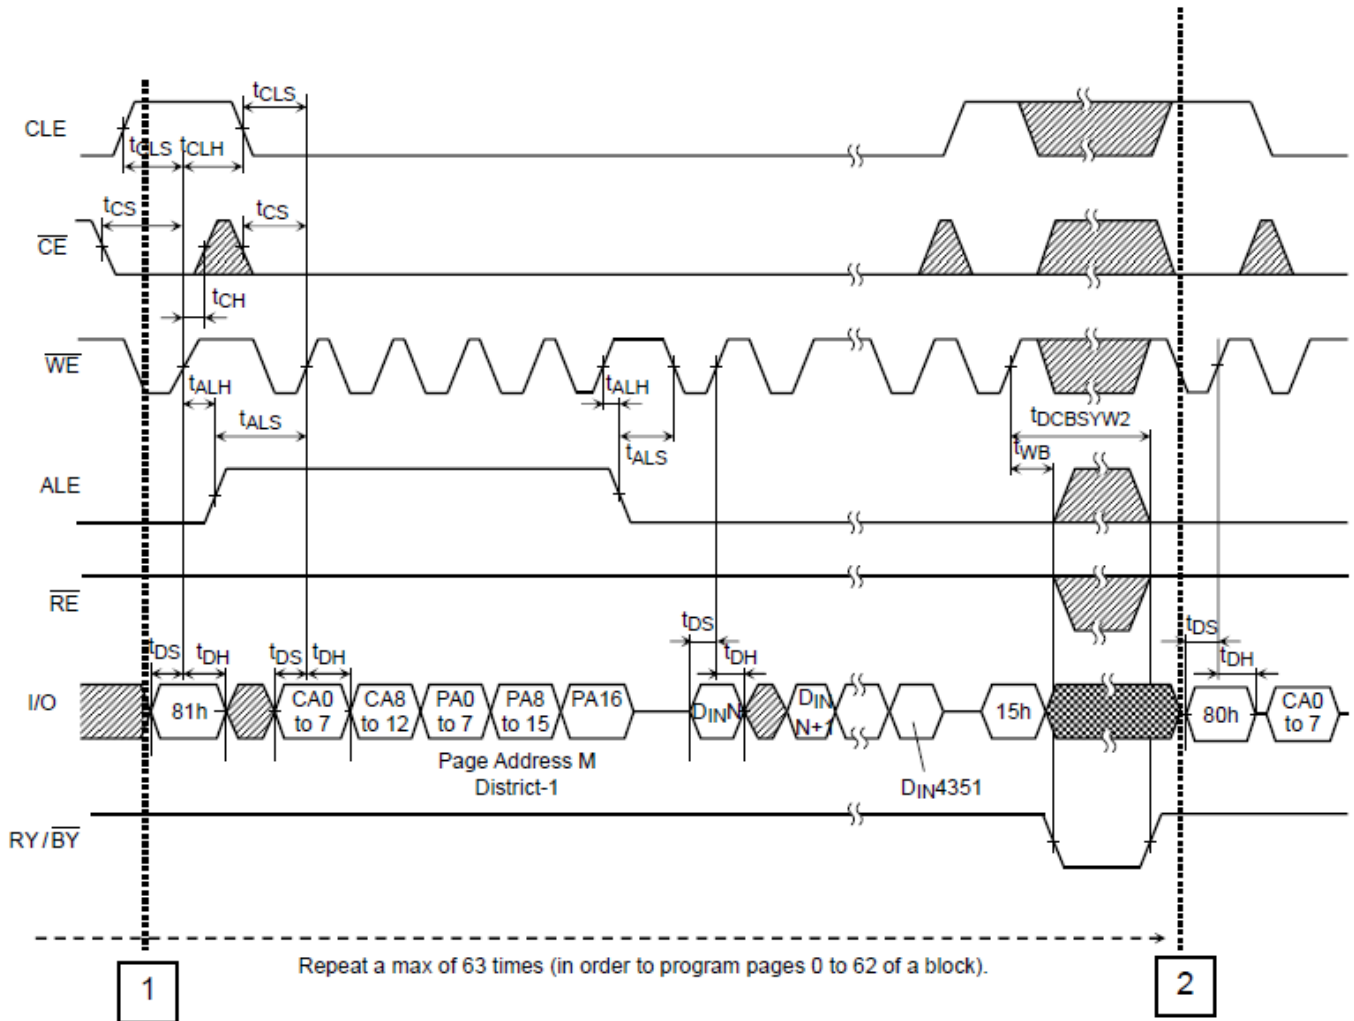 tCLS
CLE
tCLS tCLH
tCS tCS
CE
tCH
WE
tALH tALH
tALS tDCBSYW2
tALS tWB
ALE
RE
tDS tDH tDS tDH tDS tDH tDS tDH
I/O
81h
CA0 to 7
CA8 to 12
PA0 to 7
PA8 to 15
PA16
DINN
DIN N+1
15h
80h
CA0 to 7
Page Address M
District-1
DIN4351
RY/BY
Repeat a max of 63 times (in order to program pages 0 to 62 of a block).
1
2